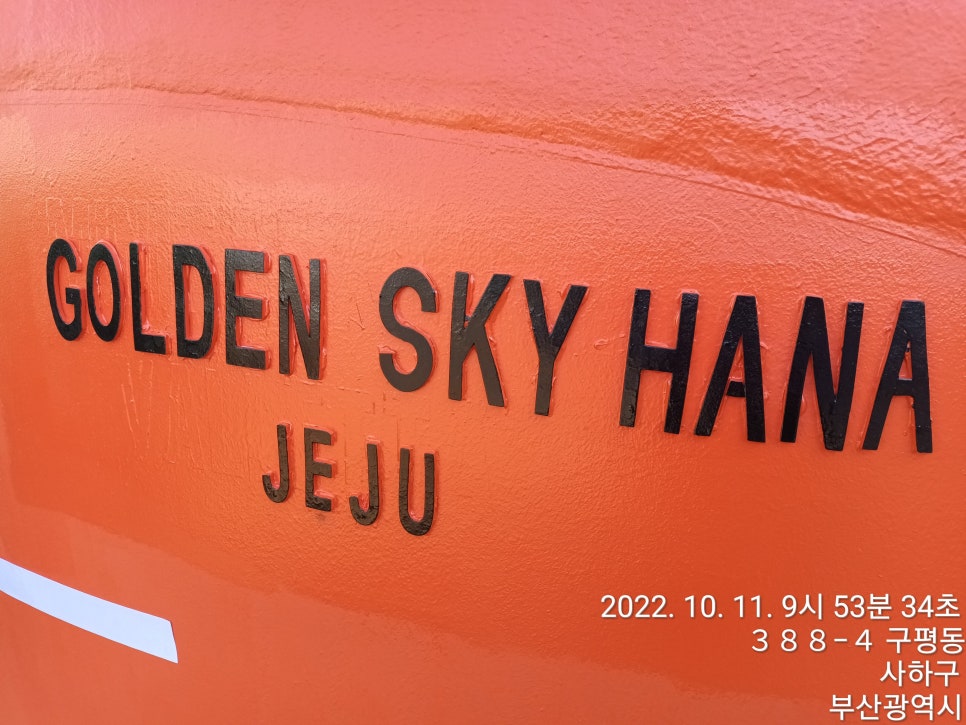 GOLDEN SKY HANA
JEJU
2022. 10. 11. 9시 53분 34초
３８８-４ 구평동
사하구
부산광역시